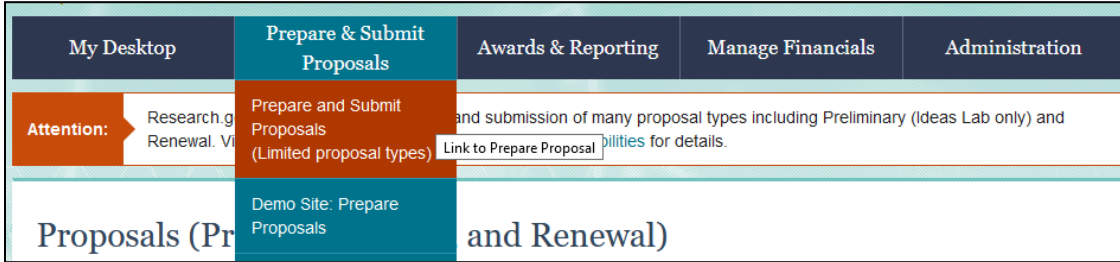 My Desktop
Prepare & Submit
Proposals
Awards & Reporting
Manage Financials
Administration
Prepare and Submit
Proposals
(Limited proposal types)
Link to Prepare Proposal
Demo Site: Prepare
Proposals
Attention:
Research.g and submission of many proposal types including Preliminary (Ideas Lab only) and
Renewal. Vi bilities for details.
Proposals (Pr and Renewal)